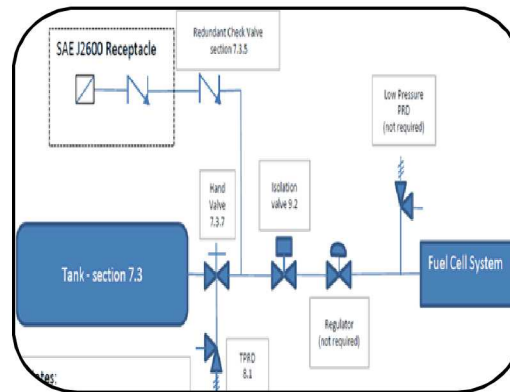 SAE J2600 Receptacle
Redundant Check Valve
section 7.3.5
Low Pressure
PRD
(not required)
Hand
Valve
7.3.7
Isolation
valve 9.2
Tank - section 7.3
Fuel Cell System
Regulator
(not required)
TPRD
8.1